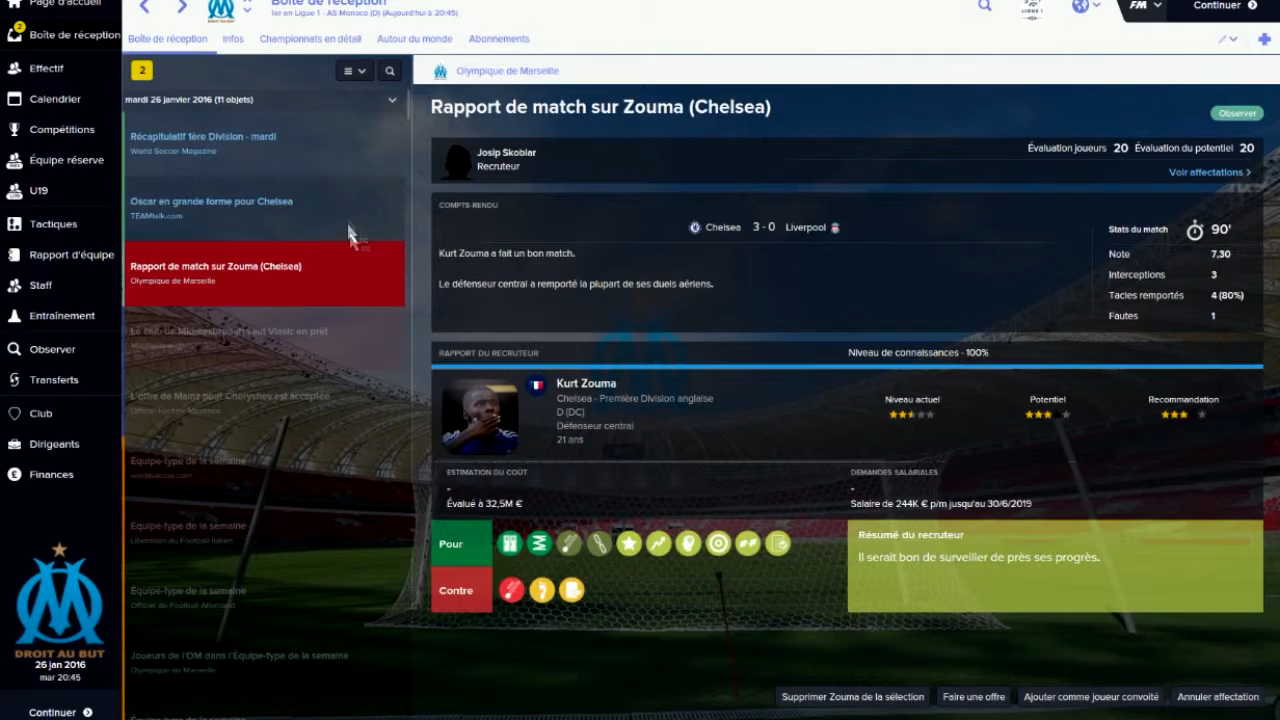 Page d'accueil
2
Boîte de réception
Effectif
Calendrier
Compétitions
Équipe réserve
U19
Tactiques
Rapport d'équipe
Staff
Entraînement
Observer
Transferts
Club
Dirigeants
Finances
DROIT AU BUT
26 jan 2016
mar 20:45
Continuer
Boîte de réception
1er en Ligue 1 - AS Monaco (D) (Aujourd'hui à 20:45)
LIGUE 1
FM
Continuer
Boîte de réception
Infos
Championnats en détail
Autour du monde
Abonnements
2
mardi 26 janvier 2016 (11 objets)
Récapitulatif 1ère Division - mardi
World Soccer Magazine
Oscar en grande forme pour Chelsea
TEAMtalk.com
Rapport de match sur Zouma (Chelsea)
Olympique de Marseille
Le club de Middlesbrough veut Vlasic en prêt
L'offre de Mainz pour Cheryshev est acceptée
Équipe-type de la semaine
Équipe-type de la semaine
Libération du Football Italien
Équipe-type de la semaine
Officiel du Football Allemand
Joueurs de l'OM dans l'Équipe-type de la semaine
Olympique de Marseille
Olympique de Marseille
Rapport de match sur Zouma (Chelsea)
Observer
Josip Skoblar
Recruteur
Évaluation joueurs 20 Évaluation du potentiel 20
Voir affectations
COMPTE-RENDU
Chelsea 3 - 0 Liverpool
Kurt Zouma a fait un bon match.
Le défenseur central a remporté la plupart de ses duels aériens.
Stats du match 90'
Note 7,30
Interceptions 3
Tacles remportés 4 (80%)
Fautes 1
RAPPORT DU RECRUTEUR
Niveau de connaissances - 100%
Kurt Zouma
Chelsea - Première Division anglaise
D (DC)
Défenseur central
21 ans
Niveau actuel
Potentiel
Recommandation
ESTIMATION DU COÛT
-
Évalué à 32,5M €
DEMANDES SALARIALES
-
Salaire de 244K € p/m jusqu'au 30/6/2019
Pour
Contre
Résumé du recruteur
Il serait bon de surveiller de près ses progrès.
Supprimer Zouma de la sélection
Faire une offre
Ajouter comme joueur convoité
Annuler affectation